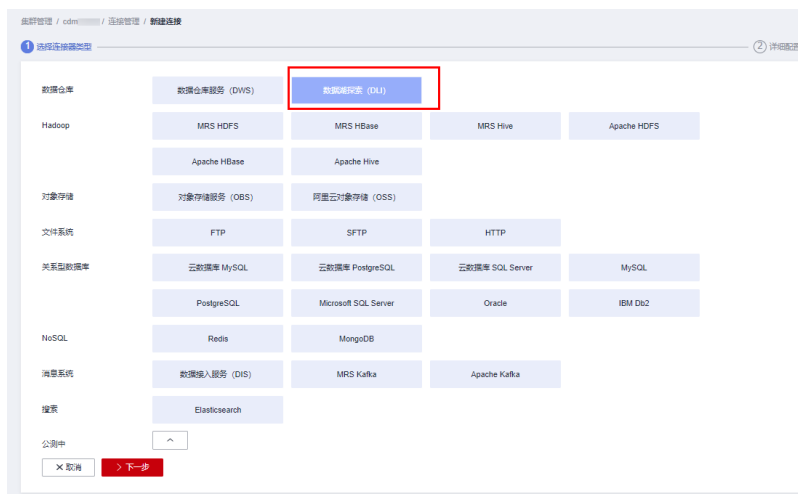 集群管理 / cdm / 连接管理 / 新建连接
1 选择连接器类型 2 详细配置
数据仓库 数据仓库服务（DWS） 数据湖探索（DLI）
Hadoop MRS HDFS MRS HBase MRS Hive Apache HDFS
Apache HBase Apache Hive
对象存储 对象存储服务（OBS） 阿里云对象存储（OSS）
文件系统 FTP SFTP HTTP
关系型数据库 云数据库 MySQL 云数据库 PostgreSQL 云数据库 SQL Server MySQL
PostgreSQL Microsoft SQL Server Oracle IBM Db2
NoSQL Redis MongoDB
消息系统 数据接入服务（DIS） MRS Kafka Apache Kafka
搜索 Elasticsearch
公测中
取消 下一步